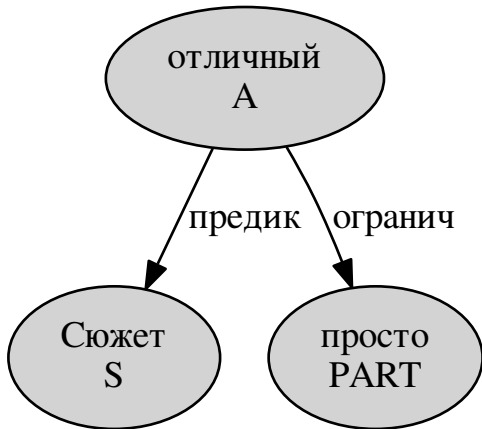 отличный
A
предик огранич
Сюжет
S
просто
PART